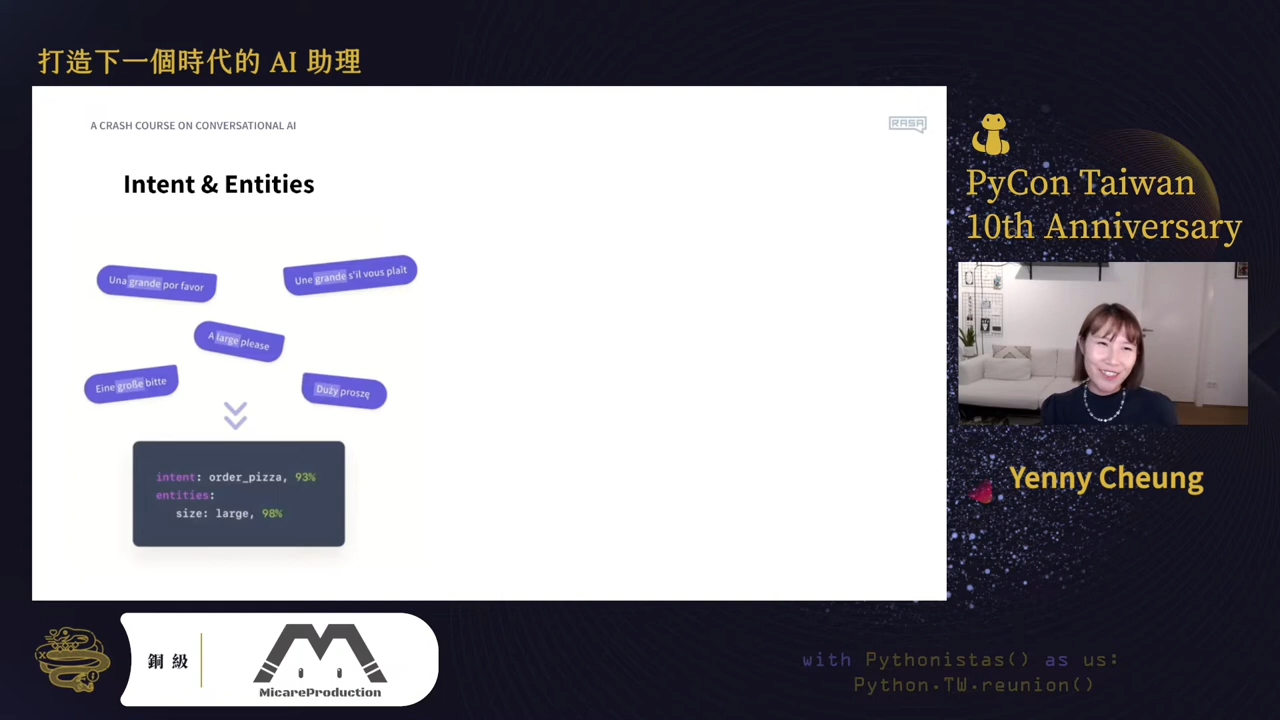 打造下一個時代的 AI 助理
A CRASH COURSE ON CONVERSATIONAL AI
RASA
Intent & Entities
Una grande por favor
Une grande s'il vous plaît
A large please
Eine große bitte
Duży proszę
intent: order_pizza, 93%
entities:
size: large, 98%
PyCon Taiwan
10th Anniversary
Yenny Cheung
銅級
MicareProduction
with Pythonistas() as us:
Python.TW.reunion()